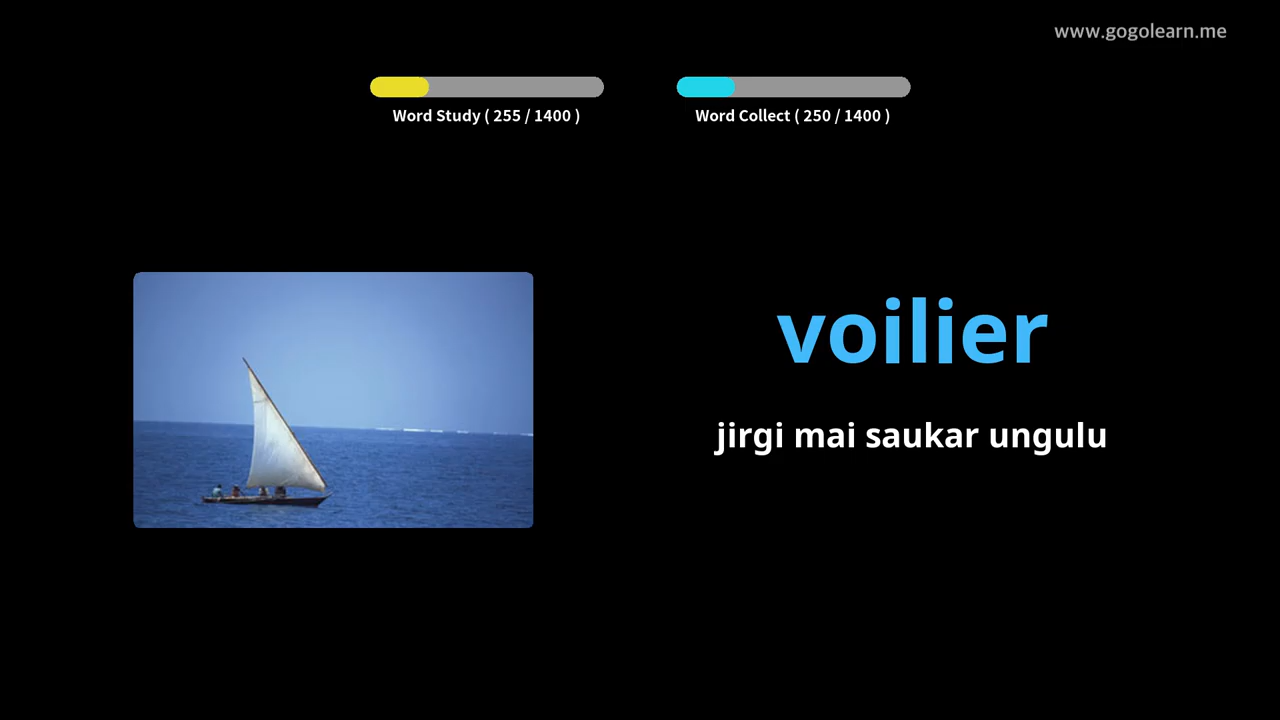 www.gogolearn.me
Word Study ( 255 / 1400 )
Word Collect ( 250 / 1400 )
voilier
jirgi mai saukar ungulu